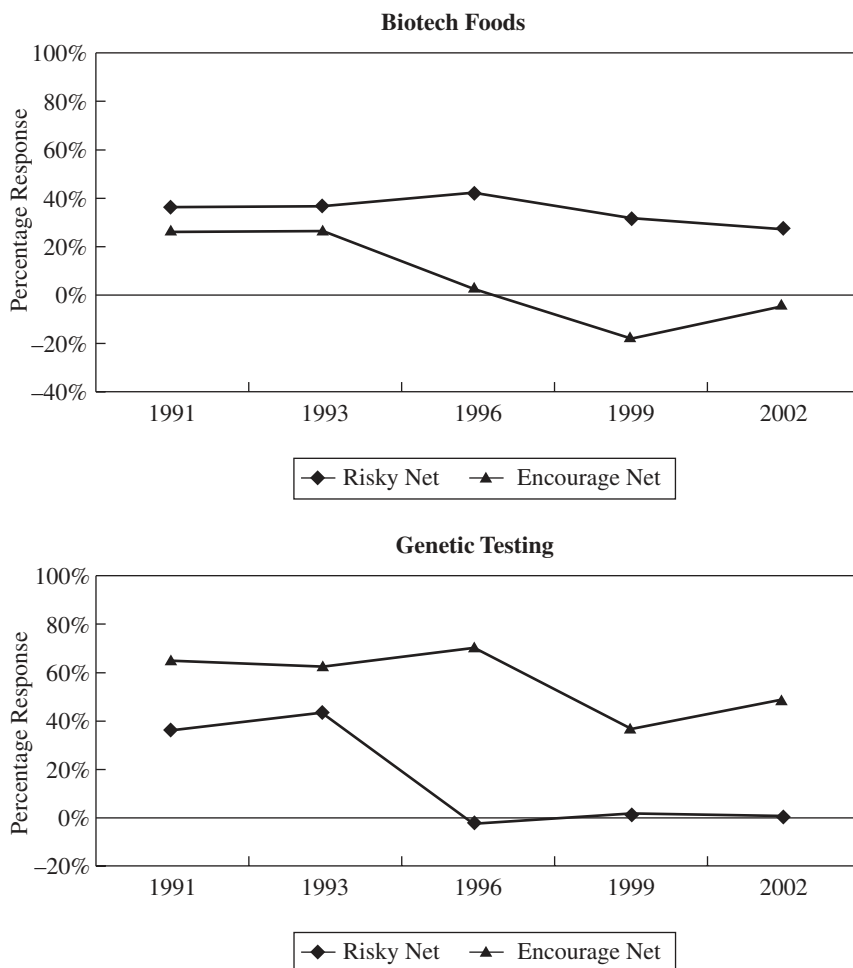 Biotech Foods
100%
80%
60%
40%
20%
0%
–20%
–40%
Percentage Response
1991 1993 1996 1999 2002
Risky Net Encourage Net
Genetic Testing
100%
80%
60%
40%
20%
0%
–20%
Percentage Response
1991 1993 1996 1999 2002
Risky Net Encourage Net